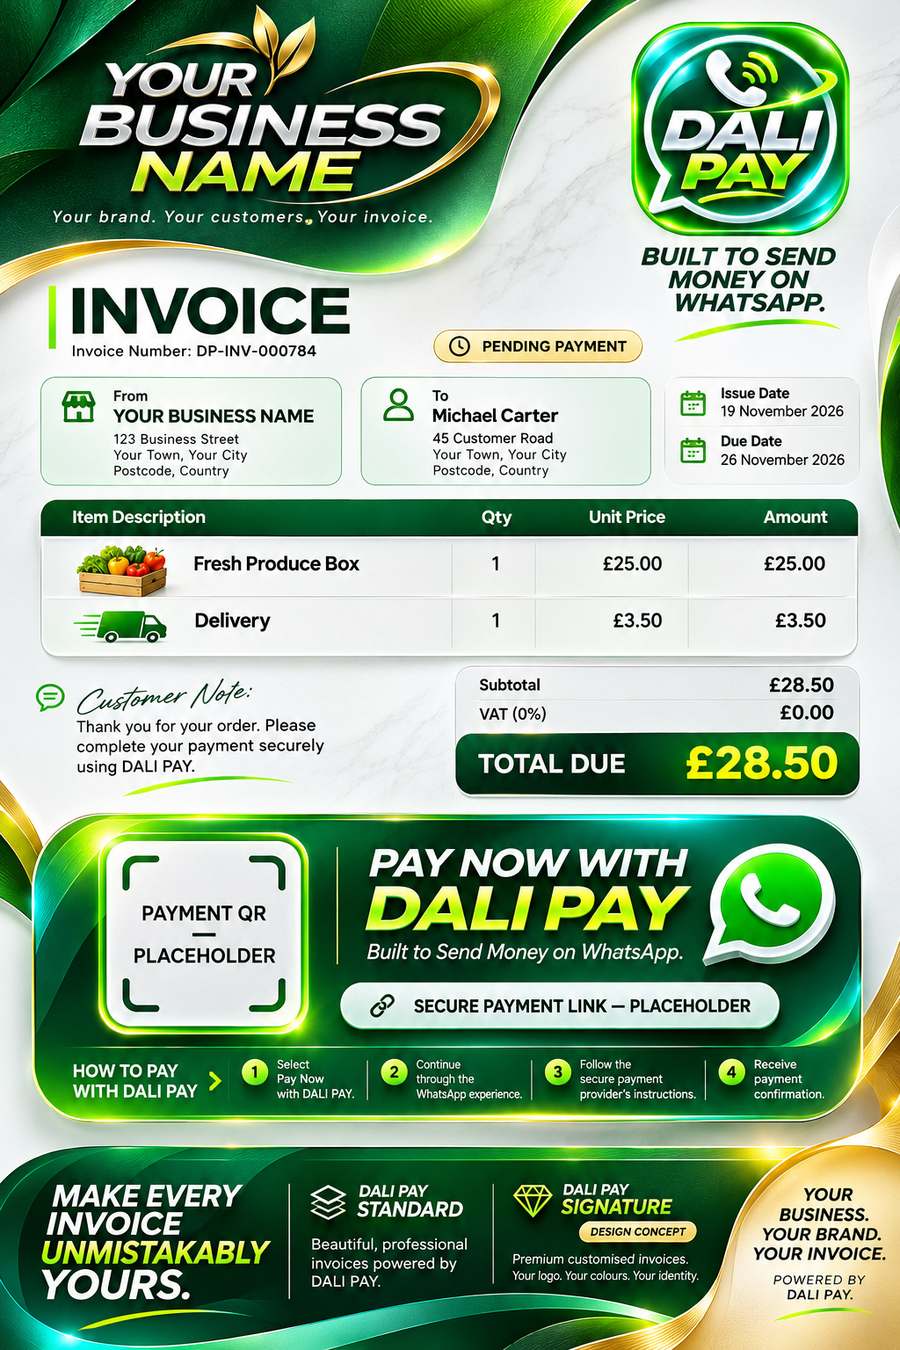 YOUR
BUSINESS
NAME
Your brand. Your customers. Your invoice.
DALI
PAY
BUILT TO SEND
MONEY ON
WHATSAPP.
INVOICE
Invoice Number: DP-INV-000784
PENDING PAYMENT
From
YOUR BUSINESS NAME
123 Business Street
Your Town, Your City
Postcode, Country
To
Michael Carter
45 Customer Road
Your Town, Your City
Postcode, Country
Issue Date
19 November 2026
Due Date
26 November 2026
Item Description Qty Unit Price Amount
Fresh Produce Box 1 £25.00 £25.00
Delivery 1 £3.50 £3.50
Customer Note:
Thank you for your order. Please
complete your payment securely
using DALI PAY.
Subtotal £28.50
VAT (0%) £0.00
TOTAL DUE £28.50
PAYMENT QR
—
PLACEHOLDER
PAY NOW WITH
DALI PAY
Built to Send Money on WhatsApp.
SECURE PAYMENT LINK — PLACEHOLDER
HOW TO PAY
WITH DALI PAY
1
Select
Pay Now
with DALI PAY.
2
Continue
through the
WhatsApp experience.
3
Follow the
secure payment
provider's instructions.
4
Receive
payment
confirmation.
MAKE EVERY
INVOICE
UNMISTAKABLY
YOURS.
DALI PAY
STANDARD
Beautiful, professional
invoices powered by
DALI PAY.
DALI PAY
SIGNATURE
DESIGN CONCEPT
Premium customised invoices.
Your logo. Your colours. Your identity.
YOUR
BUSINESS.
YOUR BRAND.
YOUR INVOICE.
POWERED BY
DALI PAY.